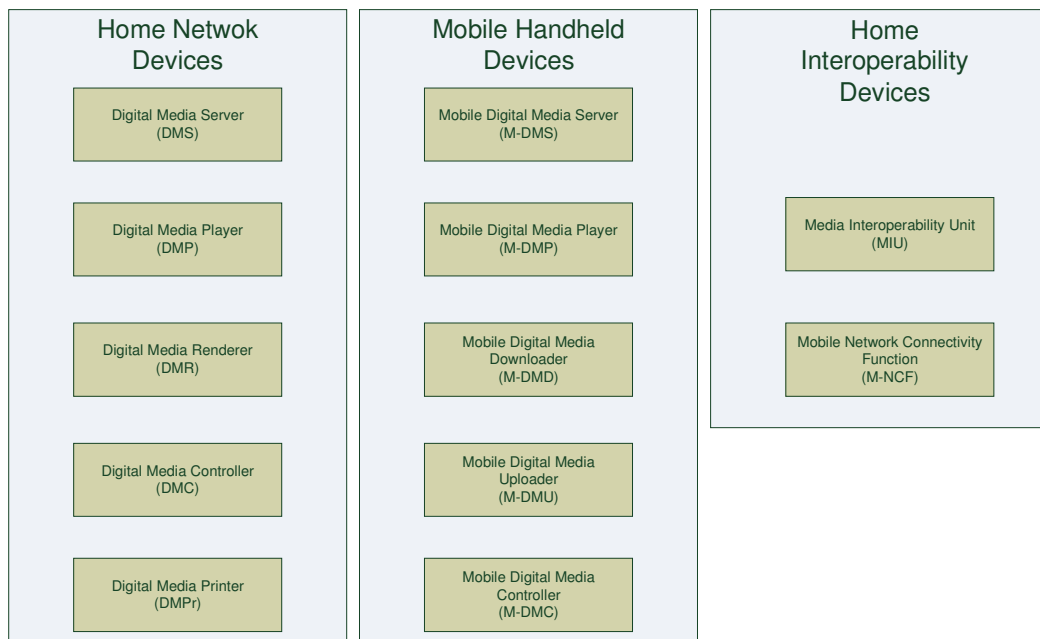 Home Netwok
Devices
Digital Media Server
(DMS)
Digital Media Player
(DMP)
Digital Media Renderer
(DMR)
Digital Media Controller
(DMC)
Digital Media Printer
(DMPr)
Mobile Handheld
Devices
Mobile Digital Media Server
(M-DMS)
Mobile Digital Media Player
(M-DMP)
Mobile Digital Media
Downloader
(M-DMD)
Mobile Digital Media
Uploader
(M-DMU)
Mobile Digital Media
Controller
(M-DMC)
Home
Interoperability
Devices
Media Interoperability Unit
(MIU)
Mobile Network Connectivity
Function
(M-NCF)